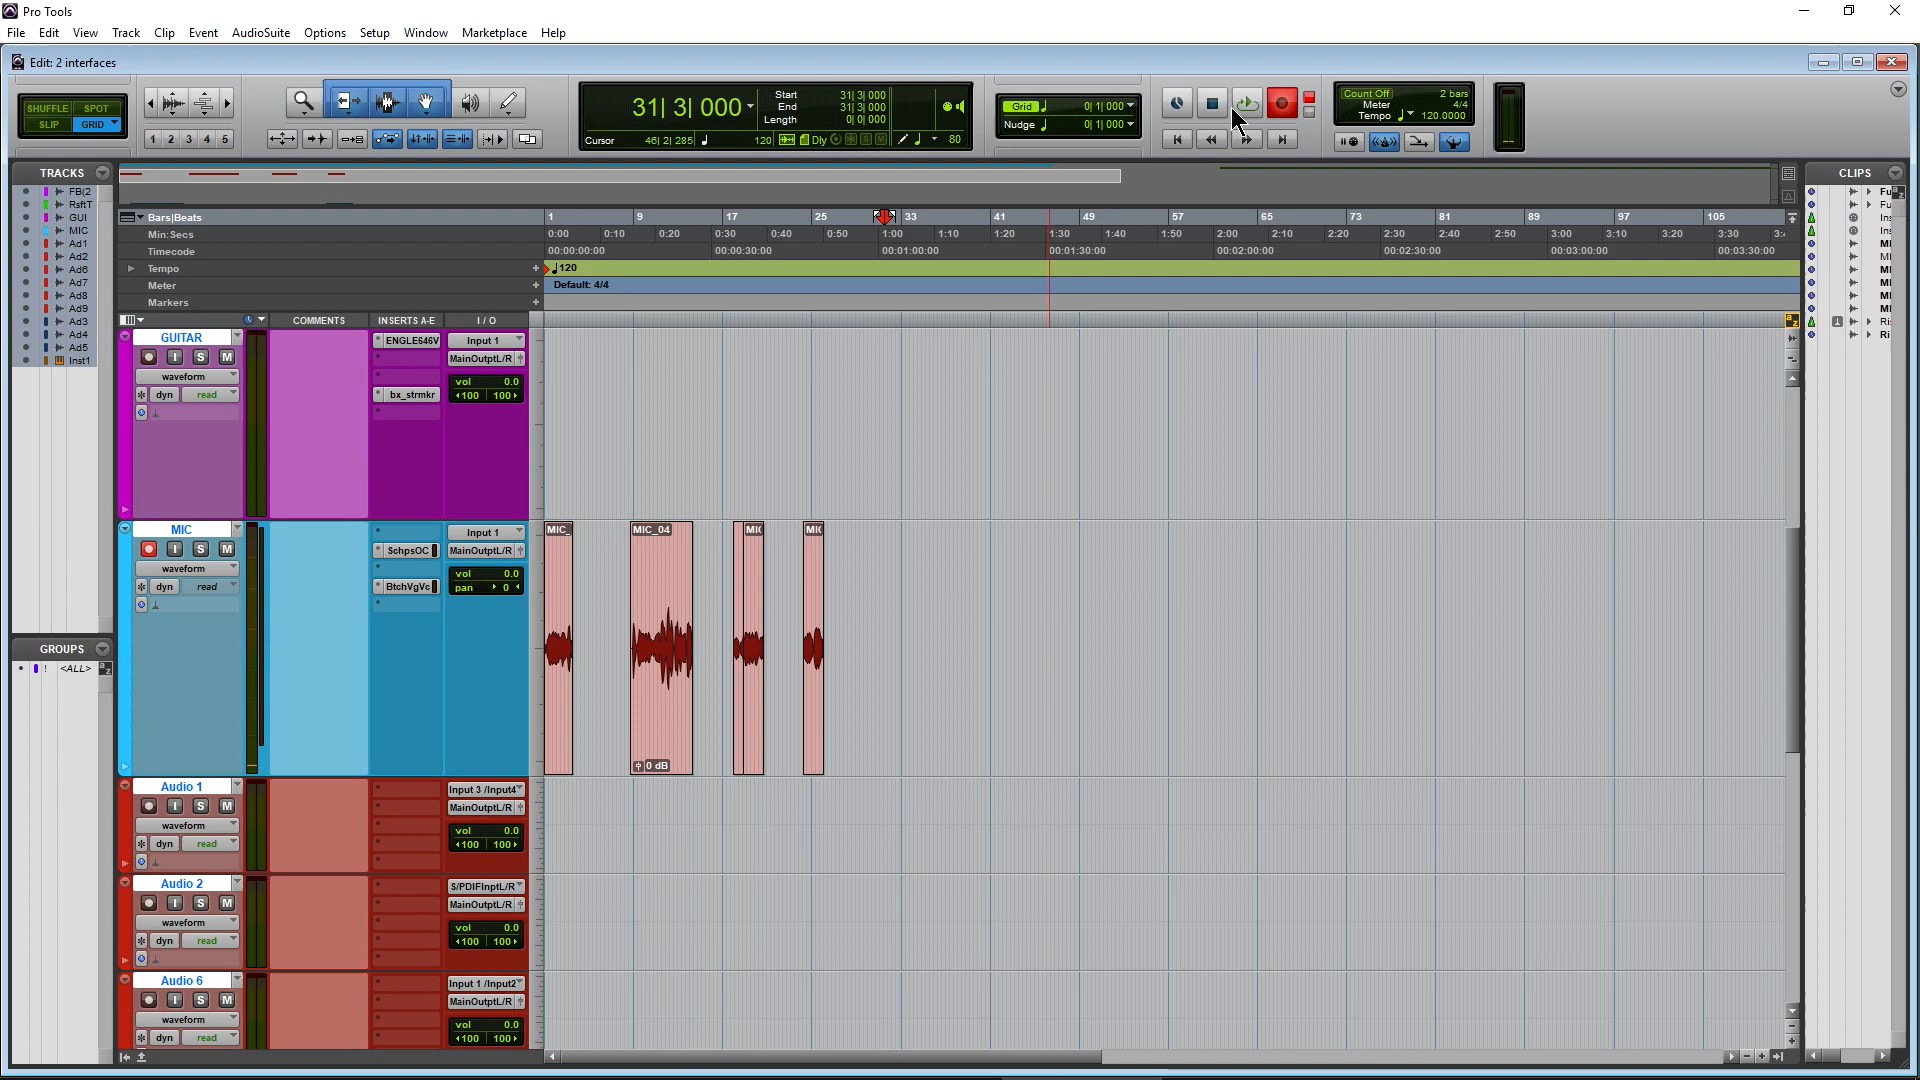 Pro Tools
File Edit View Track Clip Event AudioSuite Options Setup Window Marketplace Help
Edit: 2 interfaces
SHUFFLE SPOT
SLIP GRID
1 2 3 4 5
31| 3| 000
Start 31| 3| 000
End 31| 3| 000
Length 0| 0| 000
Cursor 46| 2| 285 120 Dly S M 80
Grid 0| 1| 000
Nudge 0| 1| 000
Count Off 2 bars
Meter 4/4
Tempo 120.0000
TRACKS
FB(2
RsftT
GUI
MIC
Ad1
Ad2
Ad6
Ad7
Ad8
Ad9
Ad3
Ad4
Ad5
Inst1
GROUPS
! <ALL>
Bars|Beats 1 9 17 25 33 41 49 57 65 73 81 89 97 105
Min:Secs 0:00 0:10 0:20 0:30 0:40 0:50 1:00 1:10 1:20 1:30 1:40 1:50 2:00 2:10 2:20 2:30 2:40 2:50 3:00 3:10 3:20 3:30 3:4
Timecode 00:00:00:00 00:00:30:00 00:01:00:00 00:01:30:00 00:02:00:00 00:02:30:00 00:03:00:00 00:03:30:00
Tempo + 120
Meter + Default: 4/4
Markers +
COMMENTS INSERTS A-E I / O
GUITAR
I S M
waveform
dyn read
ENGLE646V
bx_strmkr
Input 1
MainOutptL/R
vol 0.0
100 100
MIC
I S M
waveform
dyn read
SchpsOC
BtchVgVc
Input 1
MainOutptL/R
vol 0.0
pan 0
MIC_ MIC_04 MIC MIC
0 dB
Audio 1
I S M
waveform
dyn read
Input 3 /Input4
MainOutptL/R
vol 0.0
100 100
Audio 2
I S M
waveform
dyn read
S/PDIFInptL/R
MainOutptL/R
vol 0.0
100 100
Audio 6
I S M
waveform
dyn read
Input 1 /Input2
MainOutptL/R
vol 0.0
100 100
CLIPS
Fu
Fu
Ins
Ins
MI
MI
MI
MI
MI
MI
Ri
Ri